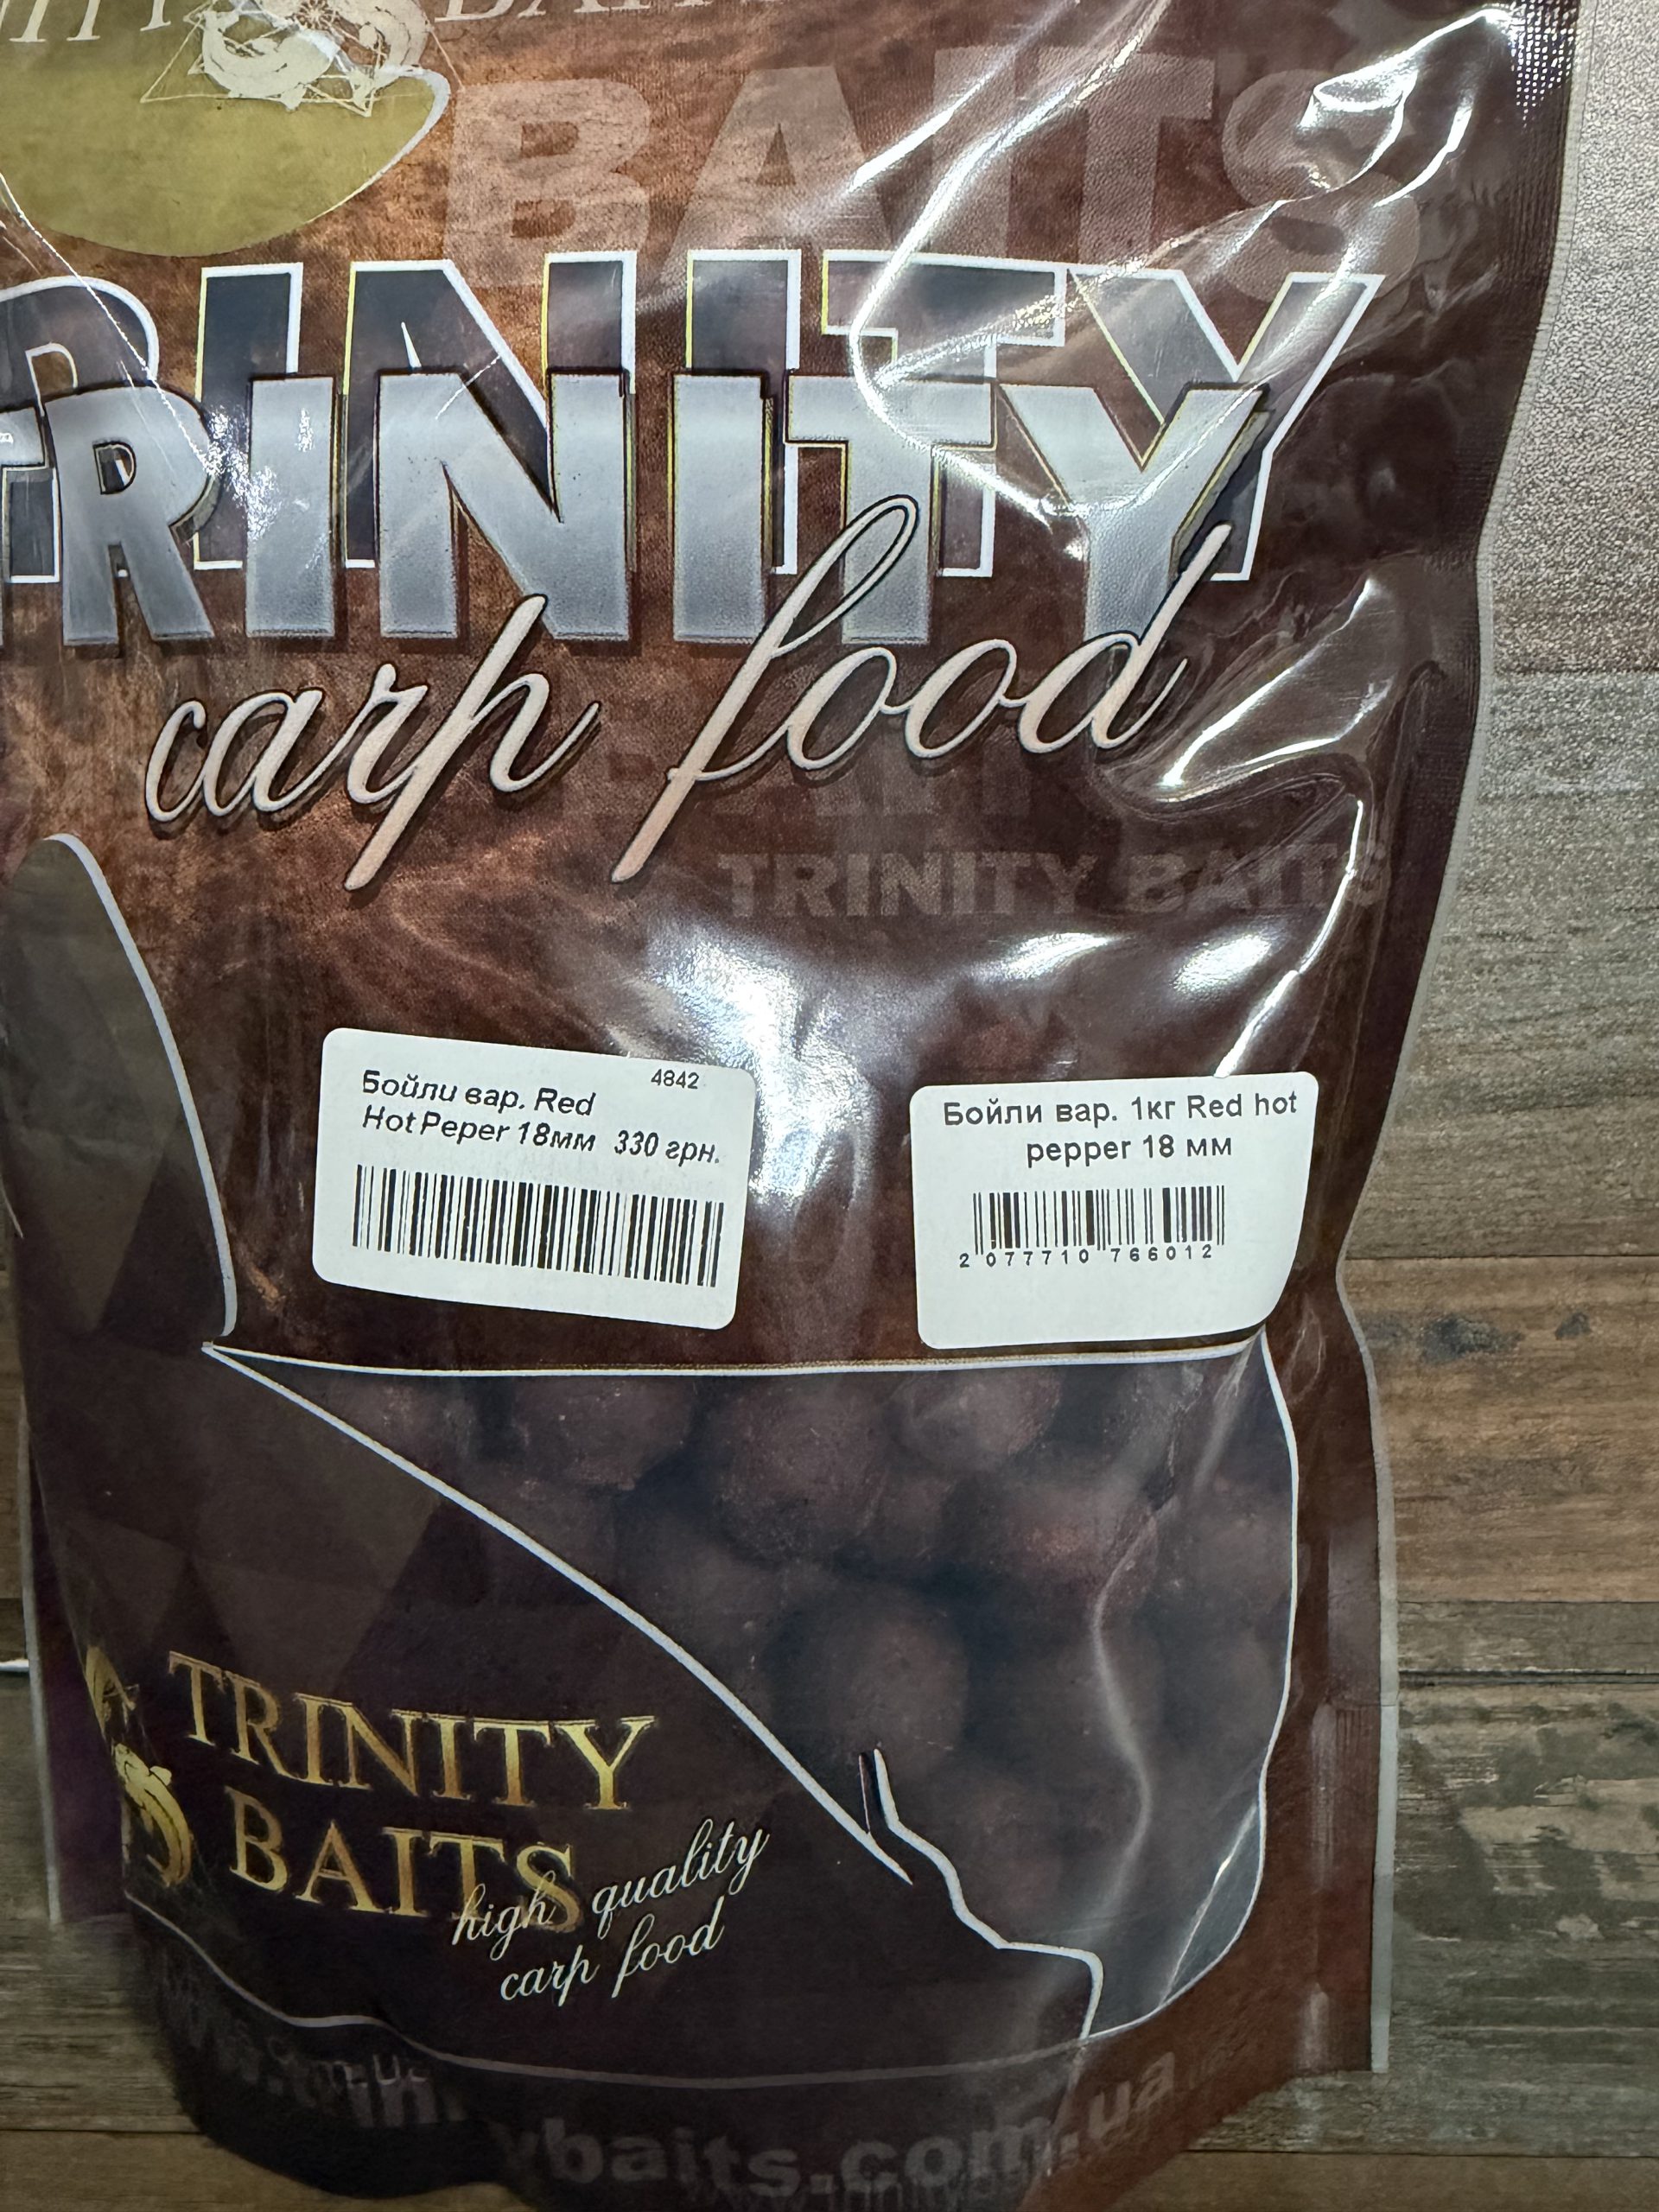 BAITS
TRINITY
carp food
TRINITY BAITS
4842
Бойли вар. Red
Hot Peper 18мм 330 грн.
Бойли вар. 1кг Red hot
pepper 18 мм
2 077710 766012
TRINITY
BAITS
high quality
carp food
ybaits.com.ua